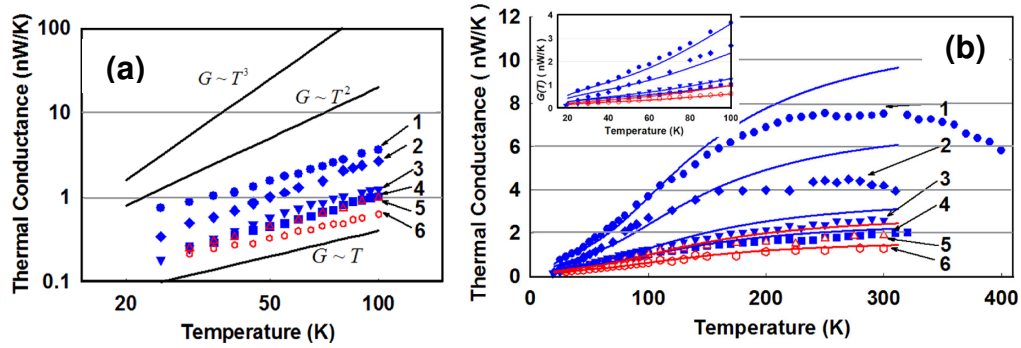 (a)
Thermal Conductance (nW/K)
100
10
1
0.1
G ~ T³
G ~ T²
G ~ T
1
2
3
4
5
6
20
50
100
Temperature (K)
(b)
Thermal Conductance ( nW/K)
12
10
8
6
4
2
0
G(T) ( nW/K)
4
3
2
1
0
20 40 60 80 100
Temperature (K)
1
2
3
4
5
6
0 100 200 300 400
Temperature (K)